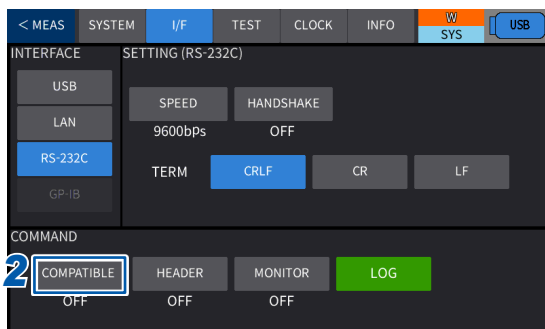 < MEAS SYSTEM I/F TEST CLOCK INFO W SYS USB
INTERFACE SETTING (RS-232C)
USB
SPEED HANDSHAKE
LAN
9600bps OFF
RS-232C
TERM CRLF CR LF
GP-IB
COMMAND
2 COMPATIBLE HEADER MONITOR LOG
OFF OFF OFF